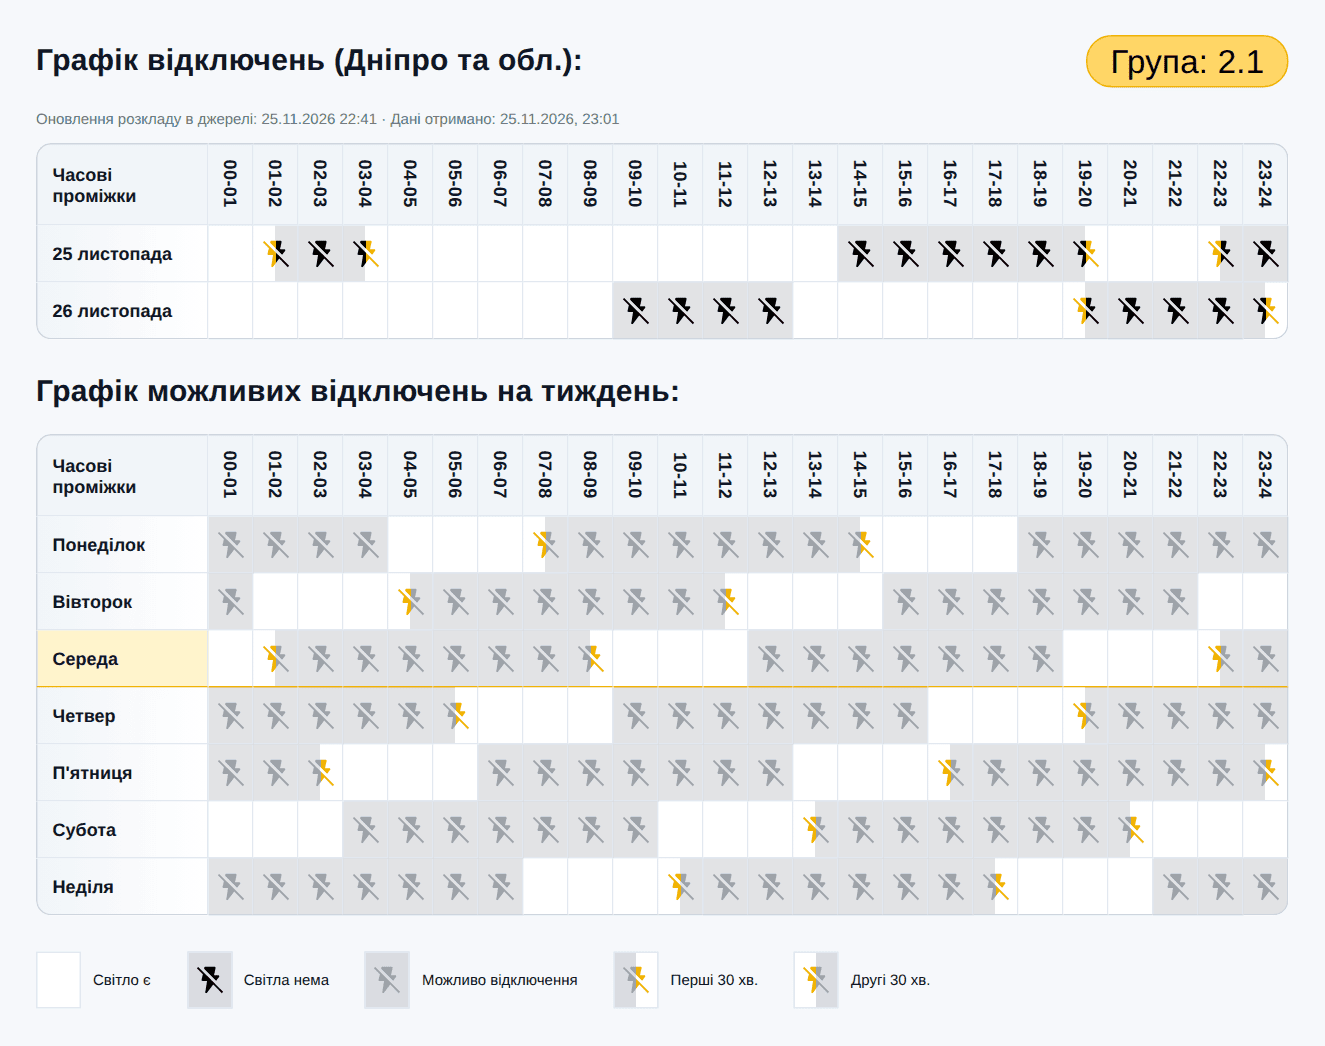 Графік відключень (Дніпро та обл.):
Група: 2.1
Оновлення розкладу в джерелі: 25.11.2026 22:41 · Дані отримано: 25.11.2026, 23:01
Часові проміжки 00-01 01-02 02-03 03-04 04-05 05-06 06-07 07-08 08-09 09-10 10-11 11-12 12-13 13-14 14-15 15-16 16-17 17-18 18-19 19-20 20-21 21-22 22-23 23-24
25 листопада
26 листопада
Графік можливих відключень на тиждень:
Часові проміжки 00-01 01-02 02-03 03-04 04-05 05-06 06-07 07-08 08-09 09-10 10-11 11-12 12-13 13-14 14-15 15-16 16-17 17-18 18-19 19-20 20-21 21-22 22-23 23-24
Понеділок
Вівторок
Середа
Четвер
П'ятниця
Субота
Неділя
Світло є Світла нема Можливо відключення Перші 30 хв. Другі 30 хв.